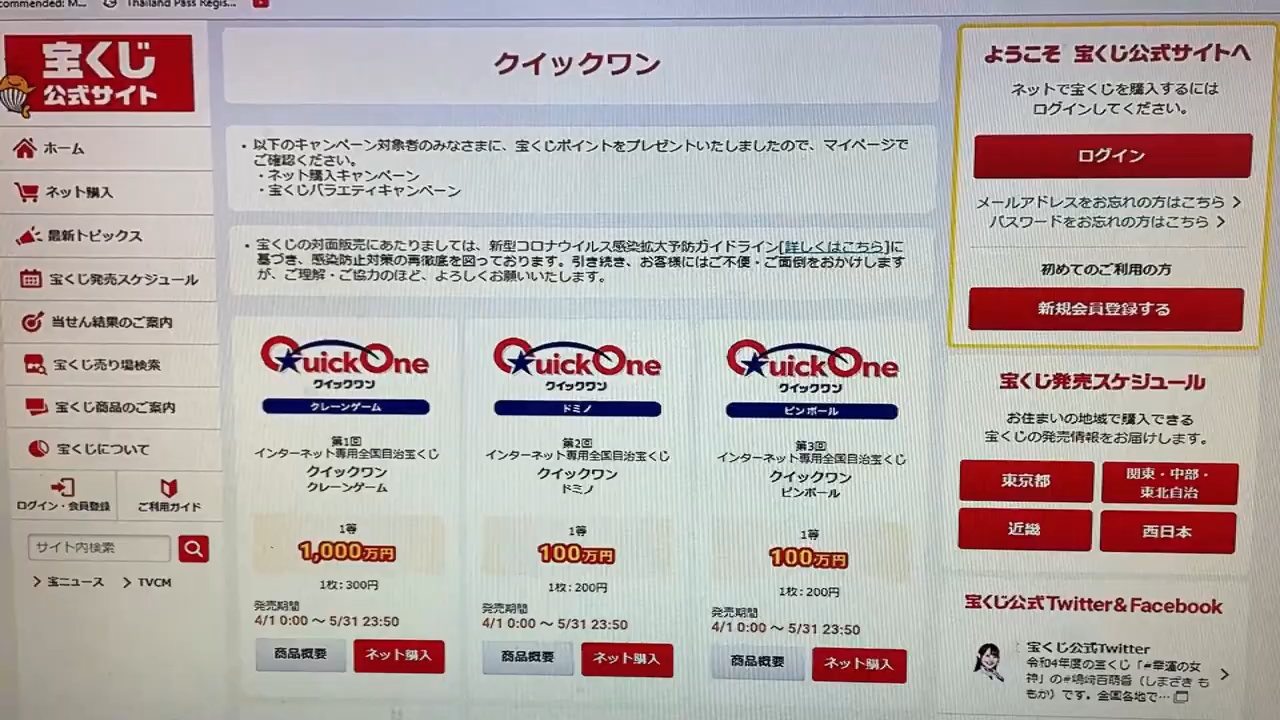 Thailand Pass Regis...
宝くじ
公式サイト
ホーム
ネット購入
最新トピックス
宝くじ発売スケジュール
当せん結果のご案内
宝くじ売り場検索
宝くじ商品のご案内
宝くじについて
ログイン・会員登録
ご利用ガイド
サイト内検索
宝ニュース
TVCM
クイックワン
・以下のキャンペーン対象者のみなさまに、宝くじポイントをプレゼントいたしましたので、マイページで
ご確認ください。
・ネット購入キャンペーン
・宝くじバラエティキャンペーン
・宝くじの対面販売にあたりましては、新型コロナウイルス感染拡大予防ガイドライン[詳しくはこちら]に
基づき、感染防止対策の再徹底を図っております。引き続き、お客様にはご不便・ご面倒をおかけします
が、ご理解・ご協力のほど、よろしくお願いいたします。
QuickOne
クイックワン
クレーンゲーム
第1回
インターネット専用全国自治宝くじ
クイックワン
クレーンゲーム
1等
1,000万円
1枚:300円
発売期間
4/1 0:00 ～ 5/31 23:50
商品概要
ネット購入
QuickOne
クイックワン
ドミノ
第2回
インターネット専用全国自治宝くじ
クイックワン
ドミノ
1等
100万円
1枚:200円
発売期間
4/1 0:00 ～ 5/31 23:50
商品概要
ネット購入
QuickOne
クイックワン
ピンボール
第3回
インターネット専用全国自治宝くじ
クイックワン
ピンボール
1等
100万円
1枚:200円
発売期間
4/1 0:00 ～ 5/31 23:50
商品概要
ネット購入
ようこそ 宝くじ公式サイトへ
ネットで宝くじを購入するには
ログインしてください。
ログイン
メールアドレスをお忘れの方はこちら
パスワードをお忘れの方はこちら
初めてのご利用の方
新規会員登録する
宝くじ発売スケジュール
お住まいの地域で購入できる
宝くじの発売情報をお届けします。
東京都
関東・中部・
東北自治
近畿
西日本
宝くじ公式Twitter&Facebook
宝くじ公式Twitter
令和4年度の宝くじ「#幸運の女
神」の#嶋﨑百萌香（しまざき も
もか）です。全国各地で…